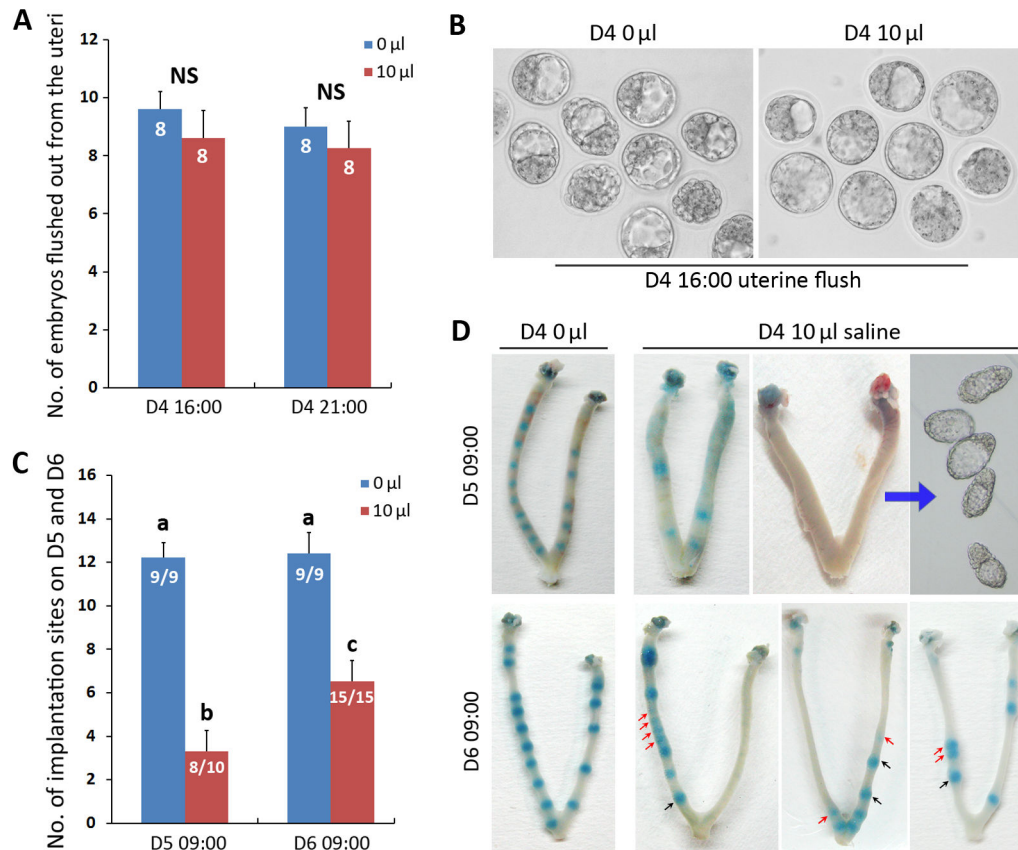 A
No. of embryos flushed out from the uteri
12
10
8
6
4
2
0
0 µl
10 µl
NS
NS
8
8
8
8
D4 16:00
D4 21:00
B
D4 0 µl
D4 10 µl
D4 16:00 uterine flush
C
No. of implantation sites on D5 and D6
16
14
12
10
8
6
4
2
0
0 µl
10 µl
a
9/9
b
8/10
a
9/9
c
15/15
D5 09:00
D6 09:00
D
D4 0 µl
D4 10 µl saline
D5 09:00
D6 09:00